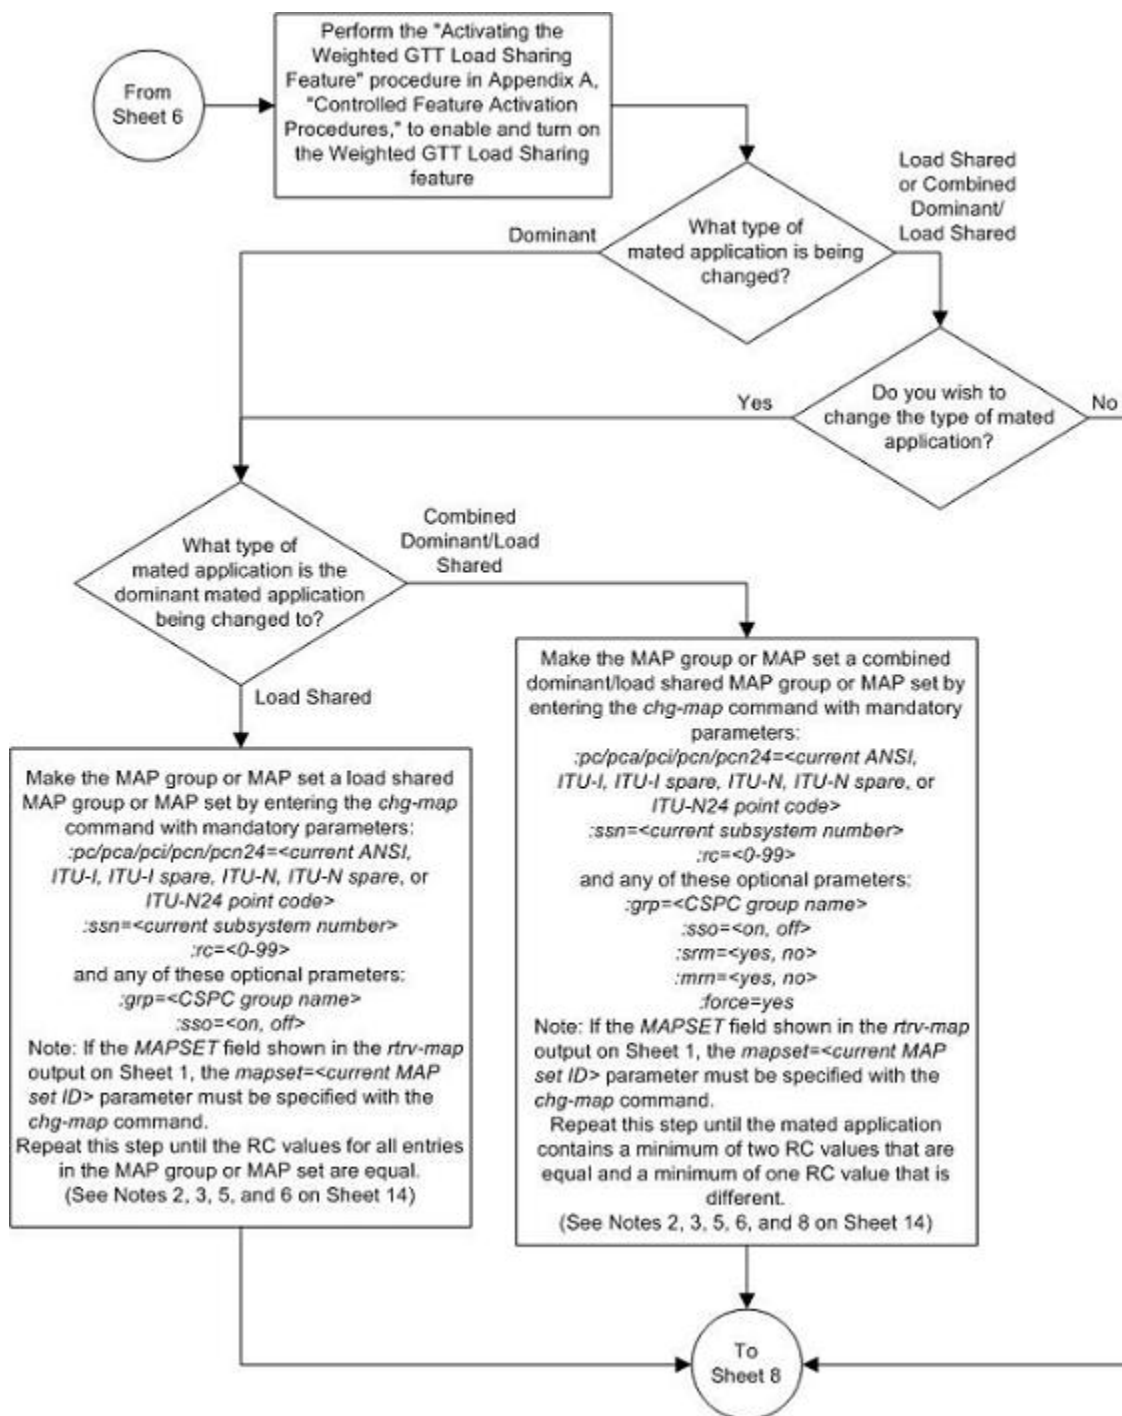 Perform the "Activating the
Weighted GTT Load Sharing
Feature" procedure in Appendix A,
"Controlled Feature Activation
Procedures," to enable and turn on
the Weighted GTT Load Sharing
feature
From
Sheet 6
What type of
mated application is being
changed?
Dominant
Load Shared
or Combined
Dominant/
Load Shared
Do you wish to
change the type of mated
application?
Yes
No
What type of
mated application is the
dominant mated application
being changed to?
Combined
Dominant/Load
Shared
Load Shared
Make the MAP group or MAP set a load shared
MAP group or MAP set by entering the chg-map
command with mandatory parameters:
:pc/pca/pci/pcn/pcn24=<current ANSI,
ITU-I, ITU-I spare, ITU-N, ITU-N spare, or
ITU-N24 point code>
:ssn=<current subsystem number>
:rc=<0-99>
and any of these optional prameters:
:grp=<CSPC group name>
:sso=<on, off>
Note: If the MAPSET field shown in the rtrv-map
output on Sheet 1, the mapset=<current MAP
set ID> parameter must be specified with the
chg-map command.
Repeat this step until the RC values for all entries
in the MAP group or MAP set are equal.
(See Notes 2, 3, 5, and 6 on Sheet 14)
Make the MAP group or MAP set a combined
dominant/load shared MAP group or MAP set by
entering the chg-map command with mandatory
parameters:
:pc/pca/pci/pcn/pcn24=<current ANSI,
ITU-I, ITU-I spare, ITU-N, ITU-N spare, or
ITU-N24 point code>
:ssn=<current subsystem number>
:rc=<0-99>
and any of these optional prameters:
:grp=<CSPC group name>
:sso=<on, off>
:srm=<yes, no>
:mrn=<yes, no>
:force=yes
Note: If the MAPSET field shown in the rtrv-map
output on Sheet 1, the mapset=<current MAP
set ID> parameter must be specified with the
chg-map command.
Repeat this step until the mated application
contains a minimum of two RC values that are
equal and a minimum of one RC value that is
different.
(See Notes 2, 3, 5, 6, and 8 on Sheet 14)
To
Sheet 8